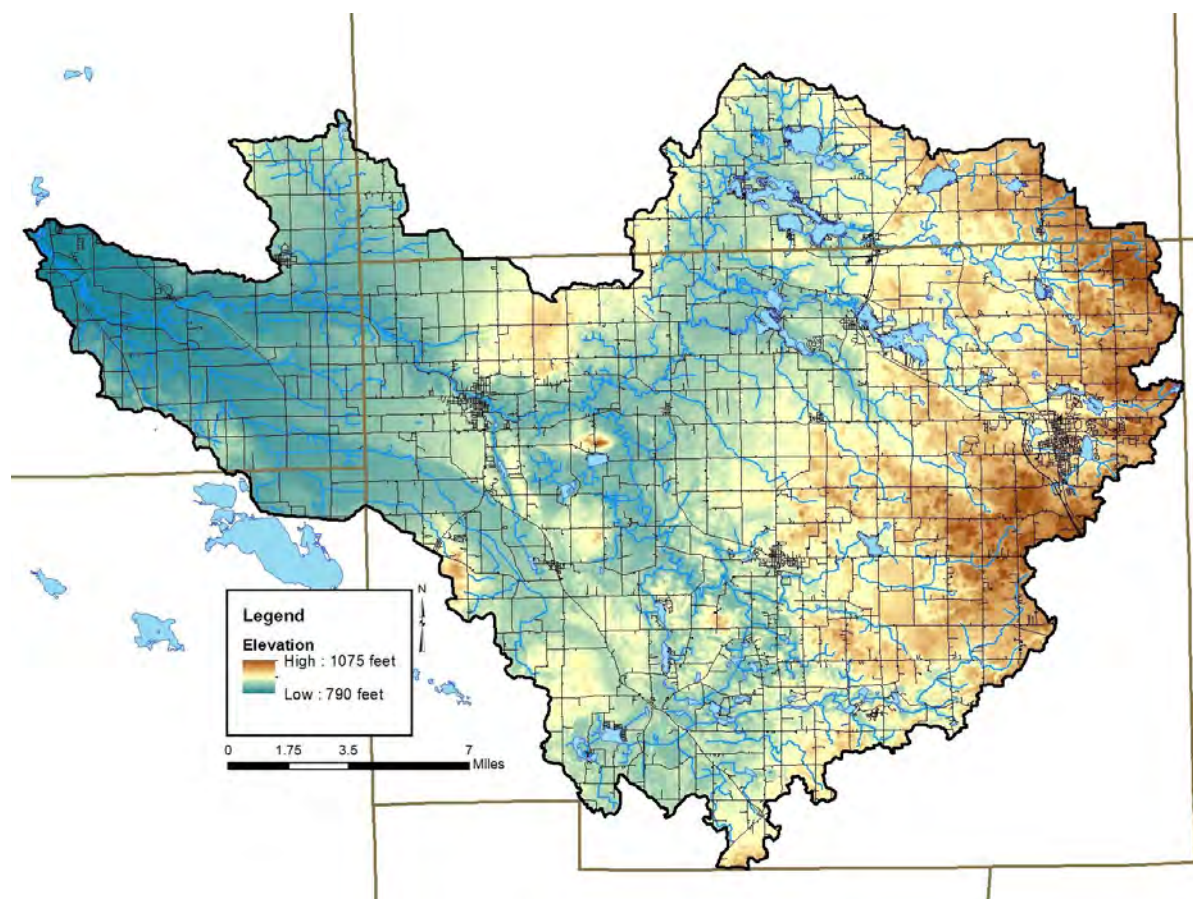 N
Legend
Elevation
High : 1075 feet
Low : 790 feet
0 1.75 3.5 7
Miles